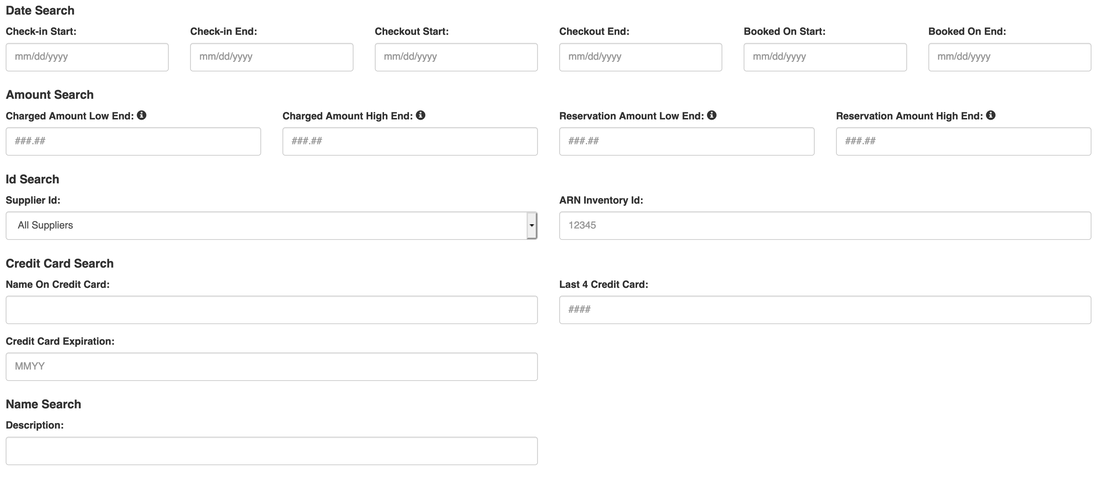 Date Search
Check-in Start: Check-in End: Checkout Start: Checkout End: Booked On Start: Booked On End:
mm/dd/yyyy mm/dd/yyyy mm/dd/yyyy mm/dd/yyyy mm/dd/yyyy mm/dd/yyyy
Amount Search
Charged Amount Low End: Charged Amount High End: Reservation Amount Low End: Reservation Amount High End:
###.## ###.## ###.## ###.##
Id Search
Supplier Id: ARN Inventory Id:
All Suppliers 12345
Credit Card Search
Name On Credit Card: Last 4 Credit Card:
####
Credit Card Expiration:
MMYY
Name Search
Description: